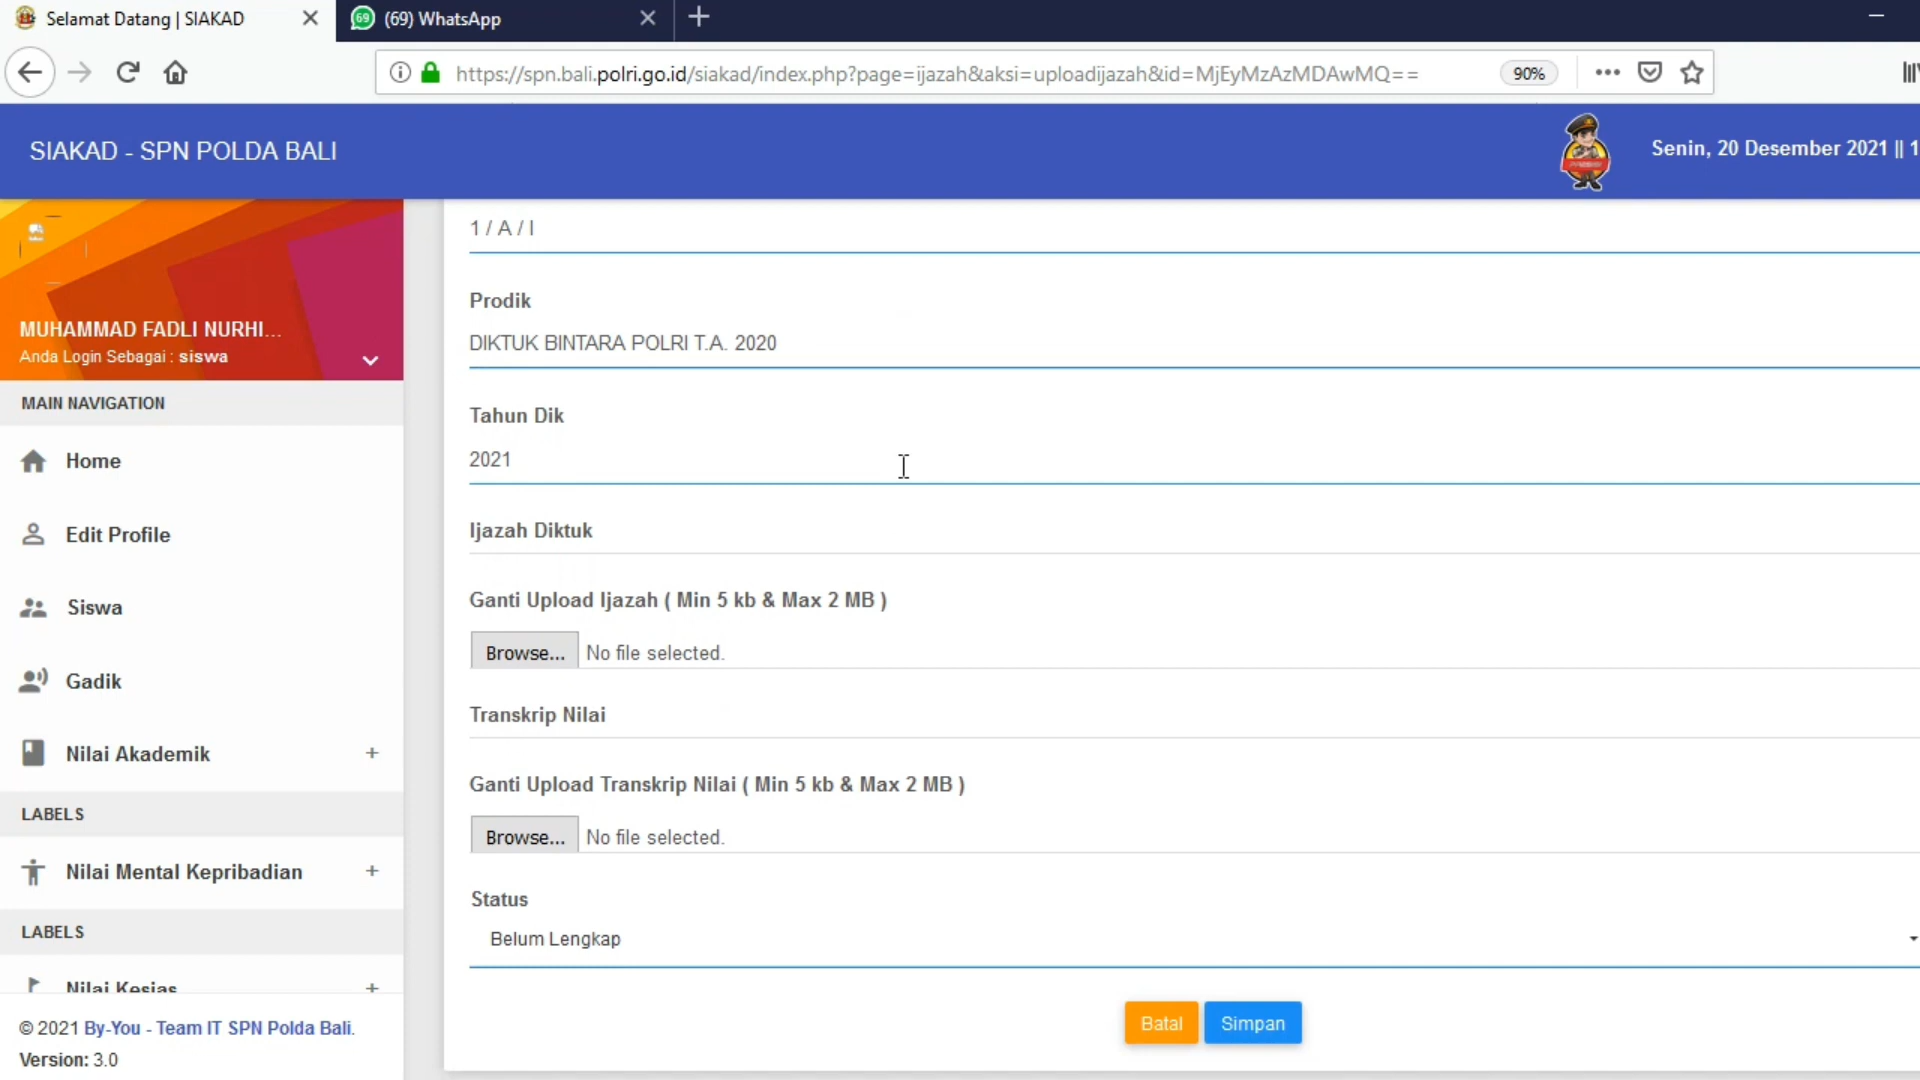 Selamat Datang | SIAKAD
69
(69) WhatsApp
https://spn.bali.polri.go.id/siakad/index.php?page=ijazah&aksi=uploadijazah&id=MjEyMzAzMDAwMQ==
90%
SIAKAD - SPN POLDA BALI
Senin, 20 Desember 2021 || 1
MUHAMMAD FADLI NURHI...
Anda Login Sebagai : siswa
MAIN NAVIGATION
Home
Edit Profile
Siswa
Gadik
Nilai Akademik +
LABELS
Nilai Mental Kepribadian +
LABELS
Nilai Kesjas +
© 2021 By-You - Team IT SPN Polda Bali.
Version: 3.0
1 / A / I
Prodik
DIKTUK BINTARA POLRI T.A. 2020
Tahun Dik
2021
Ijazah Diktuk
Ganti Upload Ijazah ( Min 5 kb & Max 2 MB )
Browse... No file selected.
Transkrip Nilai
Ganti Upload Transkrip Nilai ( Min 5 kb & Max 2 MB )
Browse... No file selected.
Status
Belum Lengkap
Batal Simpan